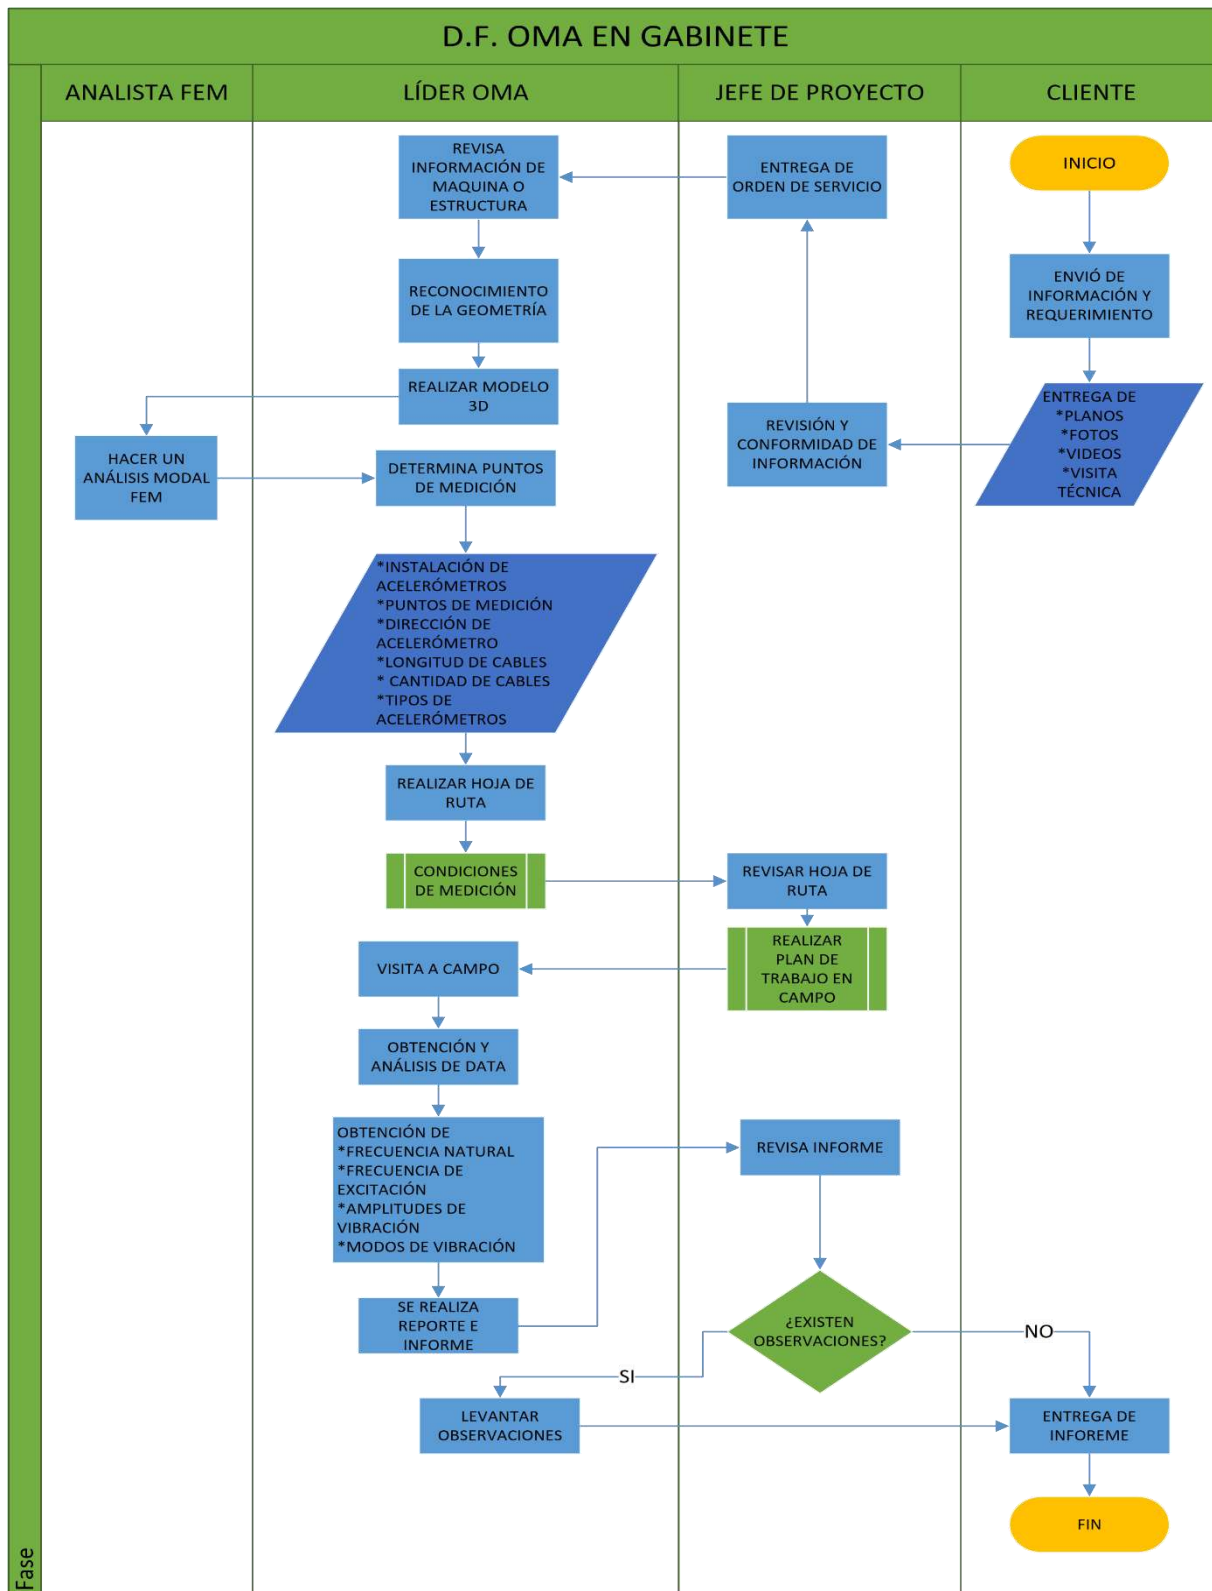 D.F. OMA EN GABINETE
ANALISTA FEM
LÍDER OMA
JEFE DE PROYECTO
CLIENTE
INICIO
ENVIÓ DE
INFORMACIÓN Y
REQUERIMIENTO
ENTREGA DE
*PLANOS
*FOTOS
*VIDEOS
*VISITA
TÉCNICA
REVISIÓN Y
CONFORMIDAD DE
INFORMACIÓN
ENTREGA DE
ORDEN DE SERVICIO
REVISA
INFORMACIÓN DE
MAQUINA O
ESTRUCTURA
RECONOCIMIENTO
DE LA GEOMETRÍA
REALIZAR MODELO
3D
HACER UN
ANÁLISIS MODAL
FEM
DETERMINA PUNTOS
DE MEDICIÓN
*INSTALACIÓN DE
ACELERÓMETROS
*PUNTOS DE MEDICIÓN
*DIRECCIÓN DE
ACELERÓMETRO
*LONGITUD DE CABLES
* CANTIDAD DE CABLES
*TIPOS DE
ACELERÓMETROS
REALIZAR HOJA DE
RUTA
CONDICIONES
DE MEDICIÓN
REVISAR HOJA DE
RUTA
REALIZAR
PLAN DE
TRABAJO EN
CAMPO
VISITA A CAMPO
OBTENCIÓN Y
ANÁLISIS DE DATA
OBTENCIÓN DE
*FRECUENCIA NATURAL
*FRECUENCIA DE
EXCITACIÓN
*AMPLITUDES DE
VIBRACIÓN
*MODOS DE VIBRACIÓN
SE REALIZA
REPORTE E
INFORME
REVISA INFORME
¿EXISTEN
OBSERVACIONES?
NO
SI
LEVANTAR
OBSERVACIONES
ENTREGA DE
INFOREME
FIN
Fase